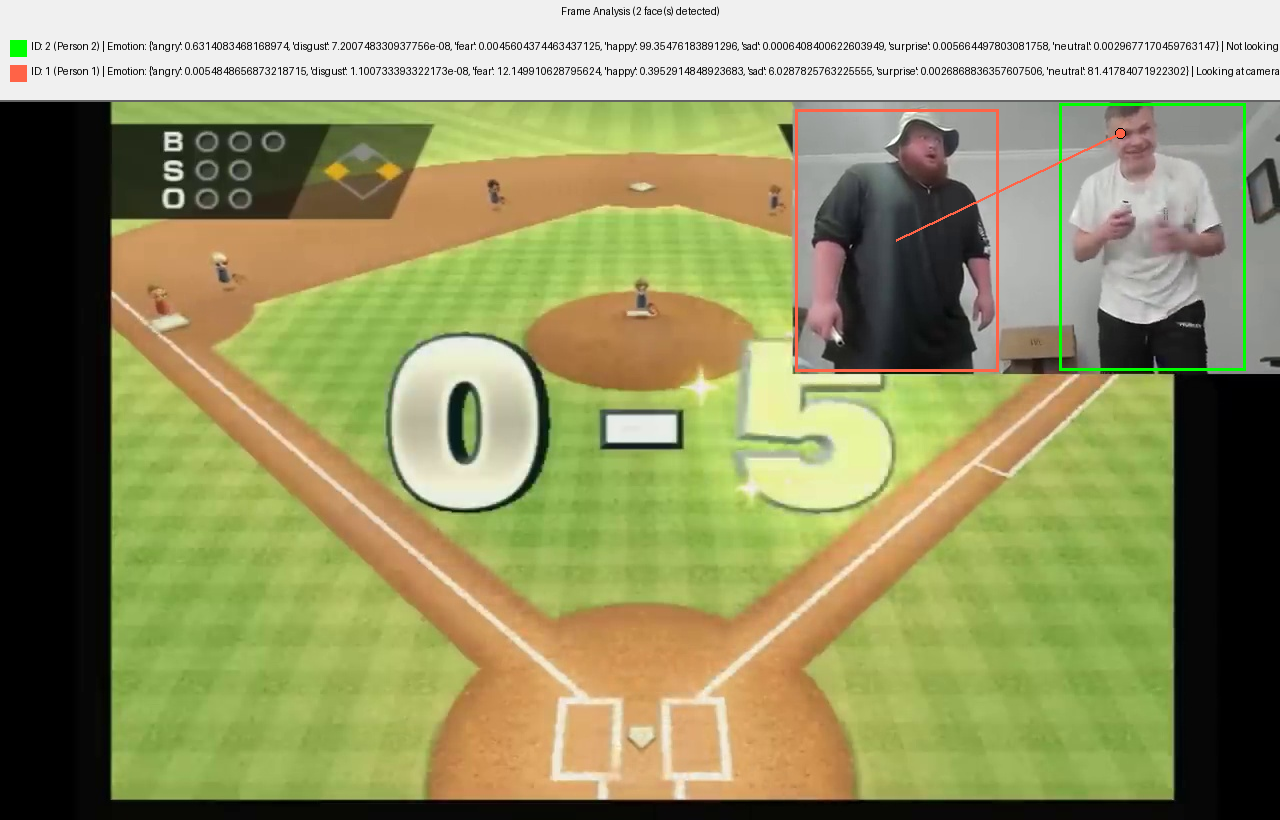 Frame Analysis (2 face(s) detected)
ID: 2 (Person 2) | Emotion: {'angry': 0.6314083468168974, 'disgust': 7.200748330937756e-08, 'fear': 0.0045604374463437125, 'happy': 99.35476183891296, 'sad': 0.0006408400622603949, 'surprise': 0.005664497803081758, 'neutral': 0.0029677170459763147} | Not looking
ID: 1 (Person 1) | Emotion: {'angry': 0.0054848656873218715, 'disgust': 1.100733393322173e-08, 'fear': 12.149910628795624, 'happy': 0.3952914848923683, 'sad': 6.0287825763225555, 'surprise': 0.0026868836357607506, 'neutral': 81.41784071922302} | Looking at camera
B
S
O
0 - 5